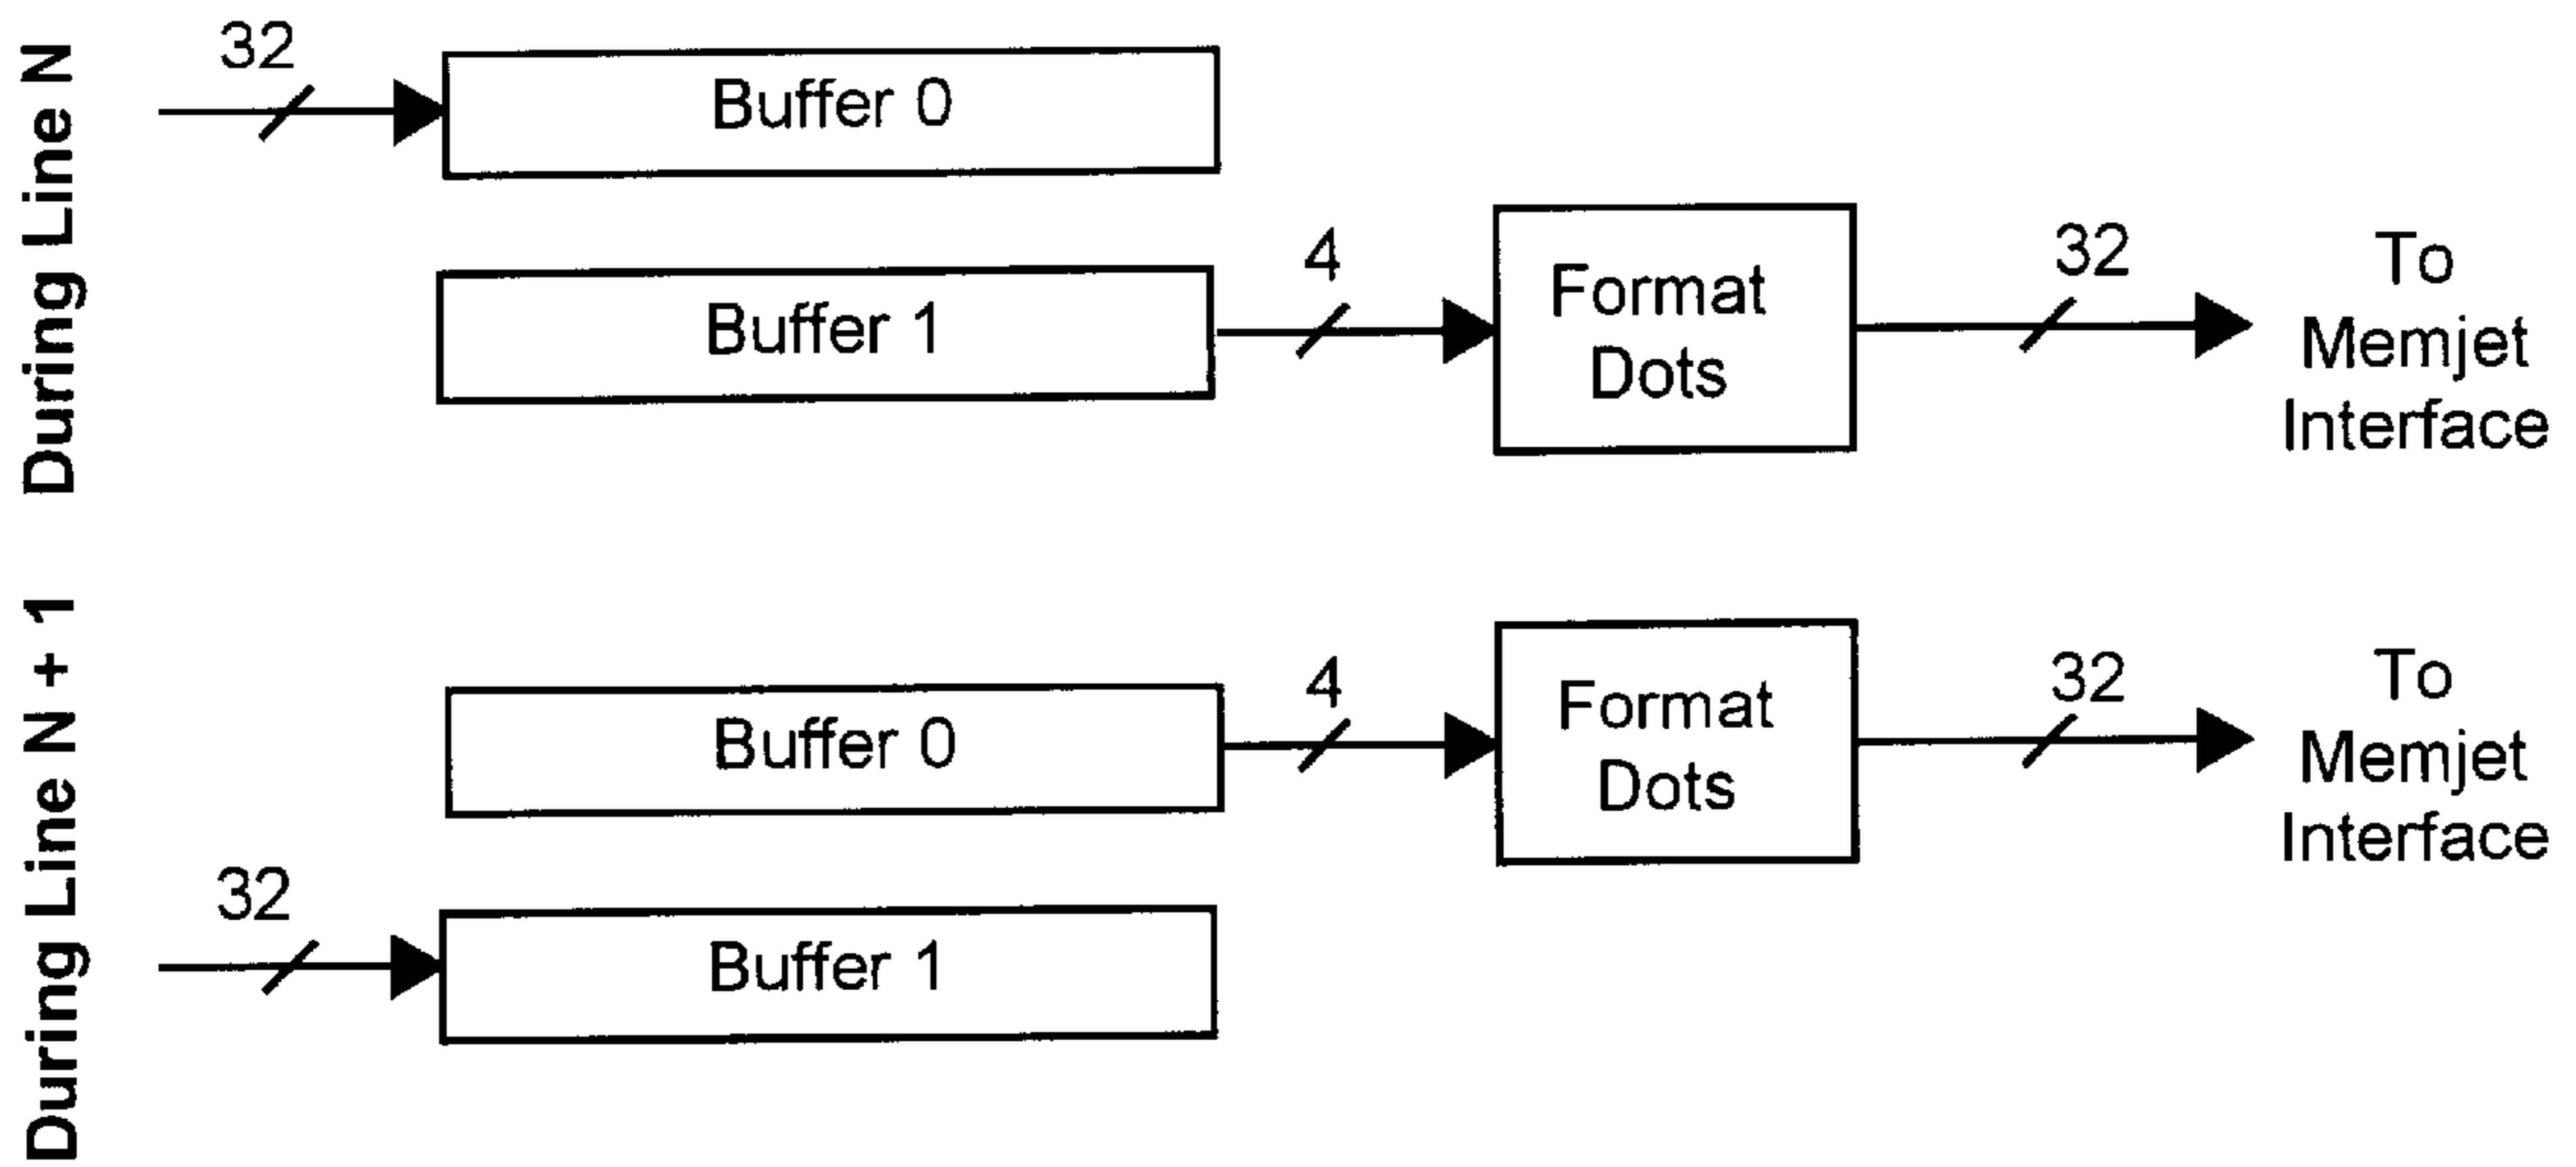 During Line N
32
Buffer 0
Buffer 1
4
Format
Dots
32
To
Memjet
Interface
During Line N + 1
Buffer 0
4
Format
Dots
32
To
Memjet
Interface
32
Buffer 1